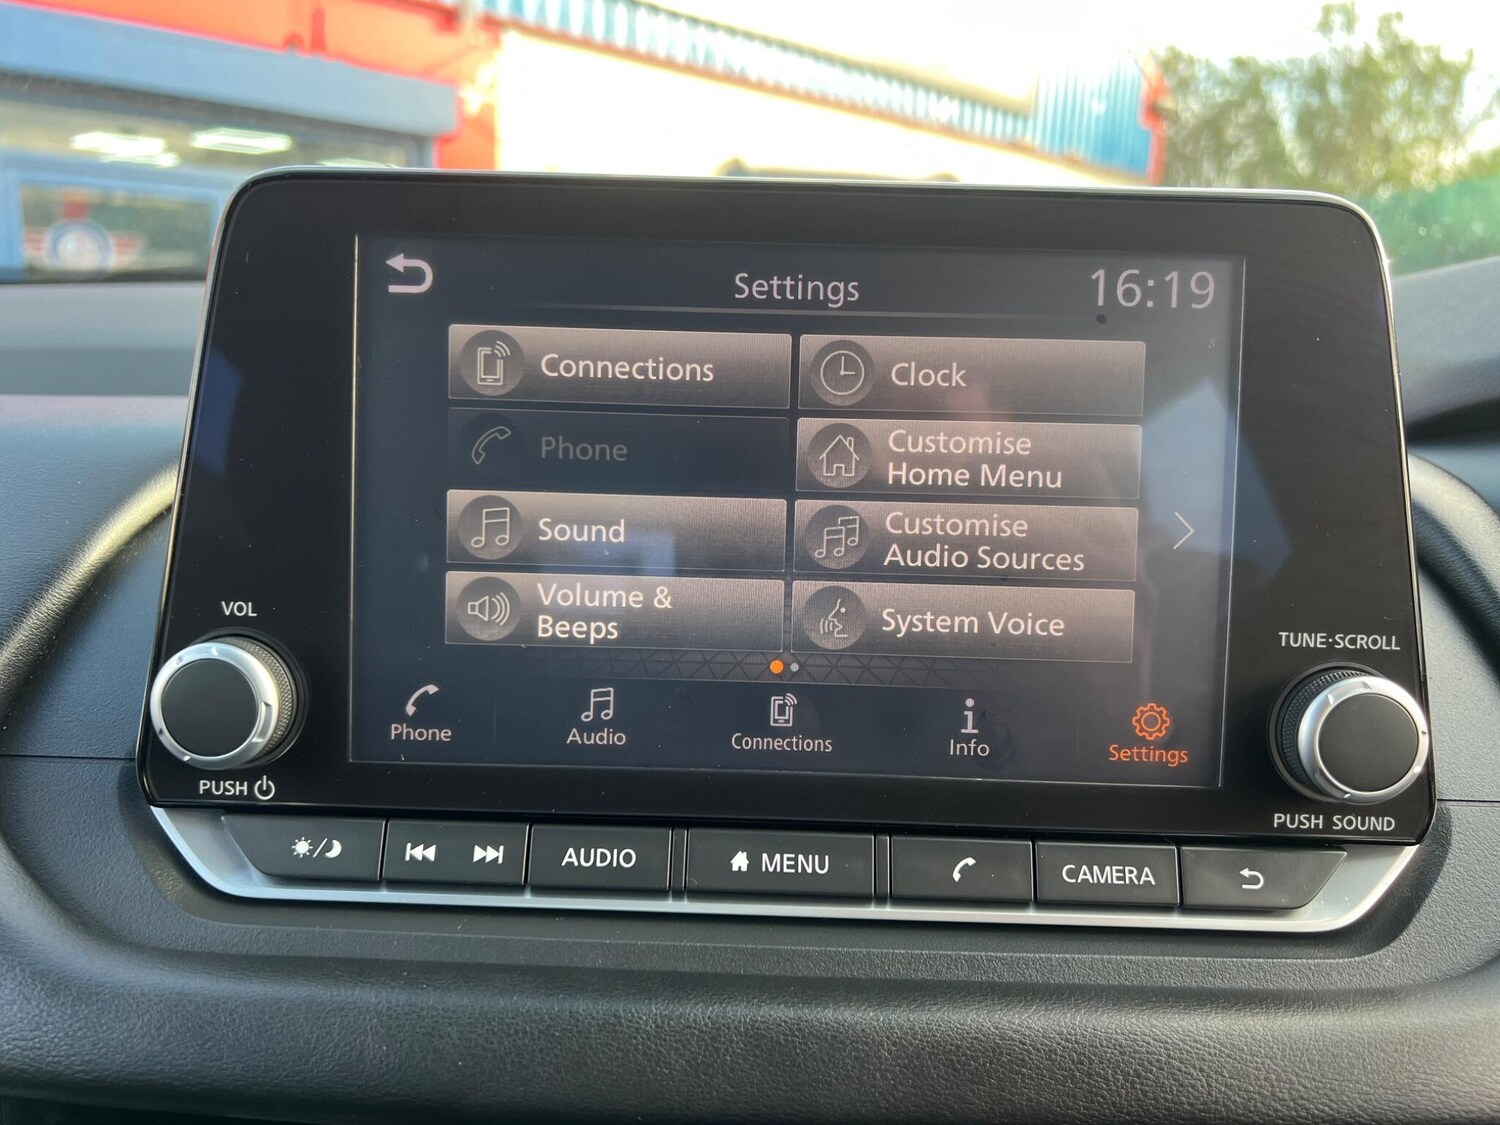 Settings
16:19
Connections
Clock
Phone
Customise
Home Menu
Sound
Customise
Audio Sources
Volume &
Beeps
System Voice
Phone
Audio
Connections
Info
Settings
VOL
PUSH
TUNE·SCROLL
PUSH SOUND
AUDIO
MENU
CAMERA